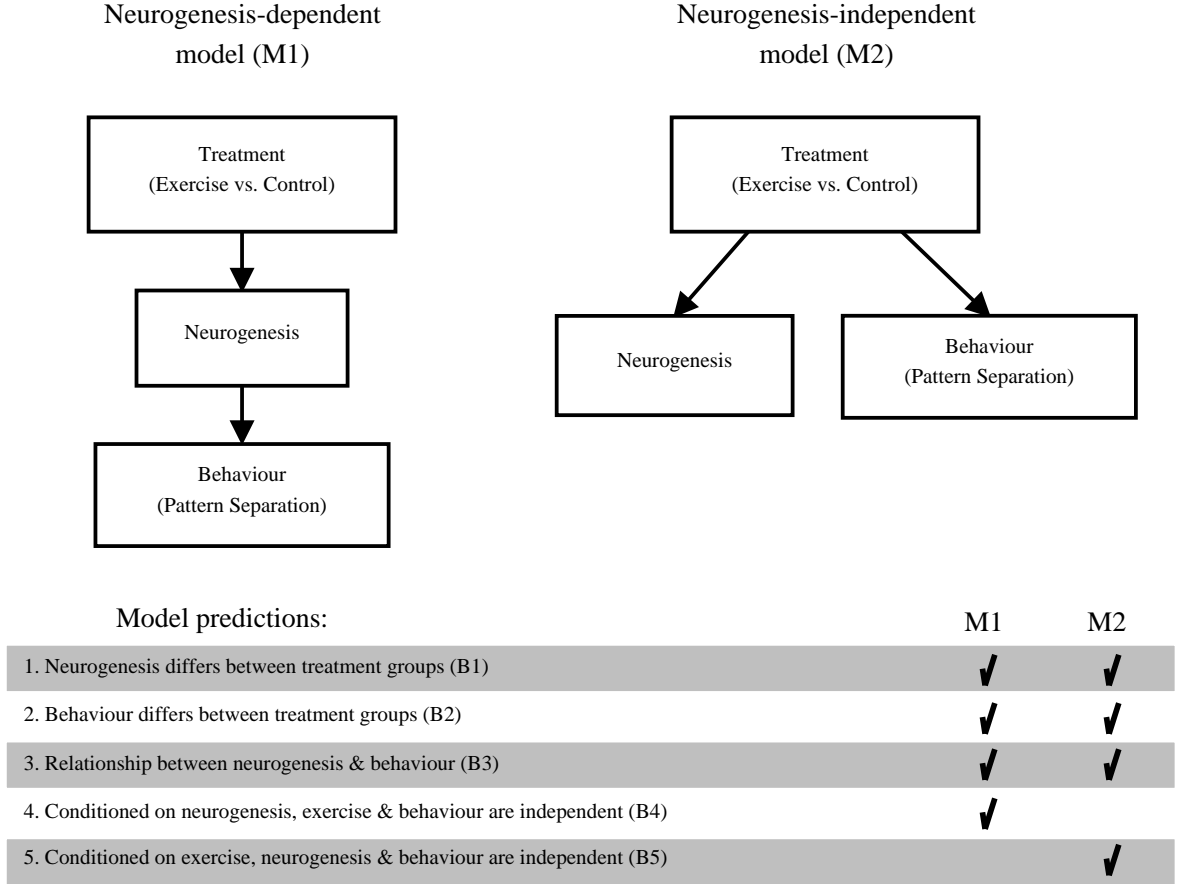 Neurogenesis-dependent
model (M1)
Neurogenesis-independent
model (M2)
Treatment
(Exercise vs. Control)
Neurogenesis
Behaviour
(Pattern Separation)
Treatment
(Exercise vs. Control)
Neurogenesis
Behaviour
(Pattern Separation)
Model predictions: M1 M2
1. Neurogenesis differs between treatment groups (B1)
2. Behaviour differs between treatment groups (B2)
3. Relationship between neurogenesis & behaviour (B3)
4. Conditioned on neurogenesis, exercise & behaviour are independent (B4)
5. Conditioned on exercise, neurogenesis & behaviour are independent (B5)